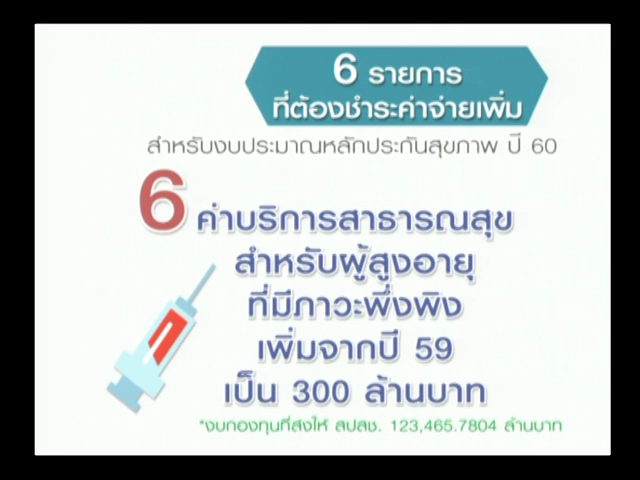 6 รายการ
ที่ต้องชำระค่าจ่ายเพิ่ม
สำหรับงบประมาณหลักประกันสุขภาพ ปี 60
6 ค่าบริการสาธารณสุข
สำหรับผู้สูงอายุ
ที่มีภาวะพึ่งพิง
เพิ่มจากปี 59
เป็น 300 ล้านบาท
*งบกองทุนที่ส่งให้ สปสช. 123,465.7804 ล้านบาท